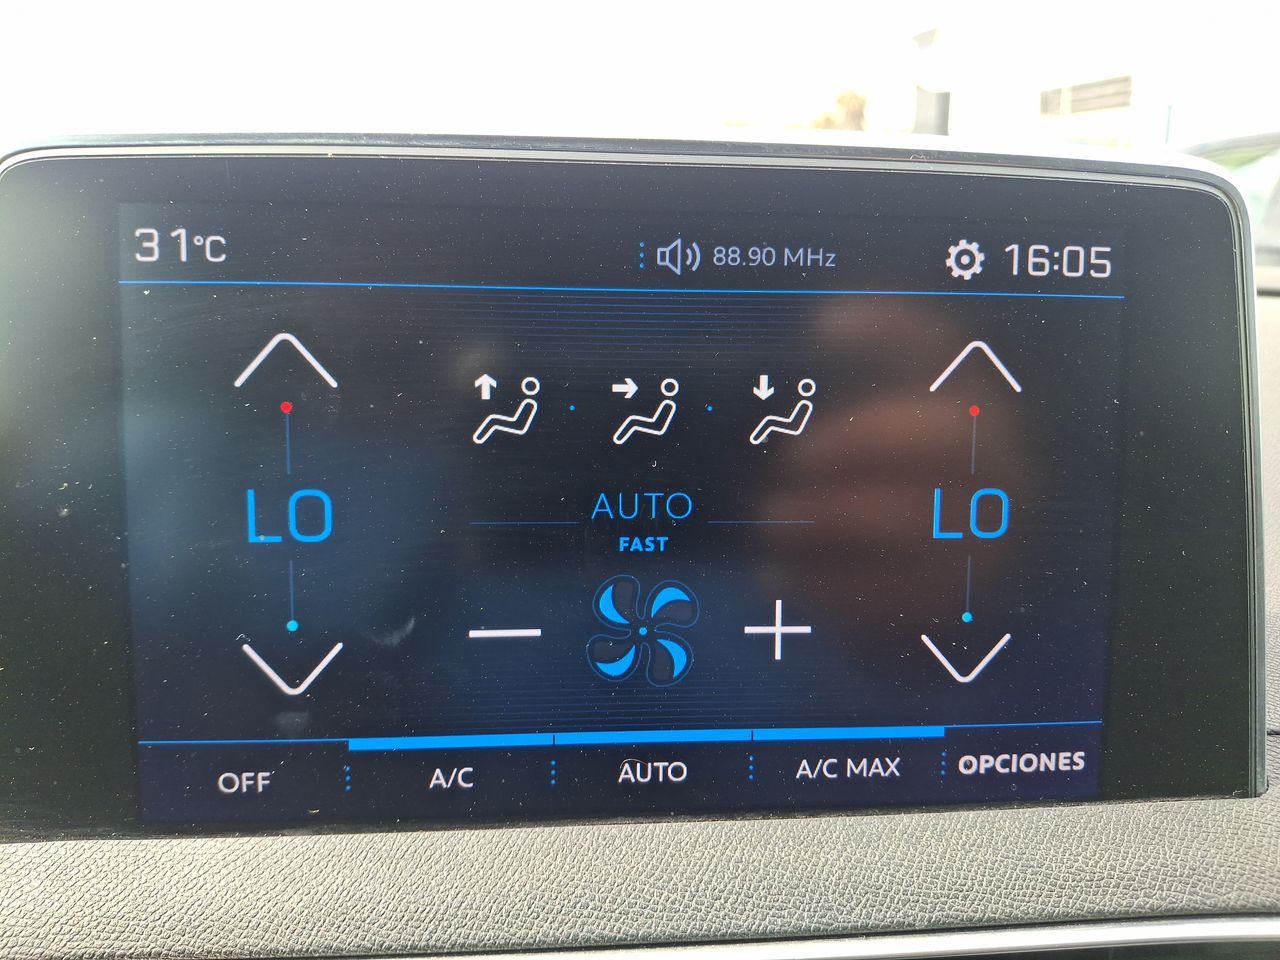 31°C 88.90 MHz 16:05
LO AUTO LO
FAST
OFF A/C AUTO A/C MAX OPCIONES